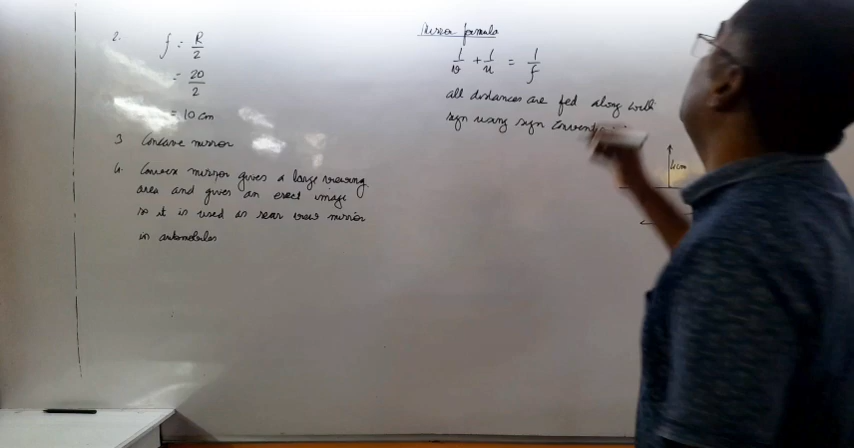 2.
f = R/2
= 20/2
= 10 cm
3 Concave mirror
4. Convex mirror gives a large viewing
area and gives an erect image
so it is used as rear view mirror
in automobiles
Mirror formula
1/v + 1/u = 1/f
all distances are fed along with
sign using sign
4cm